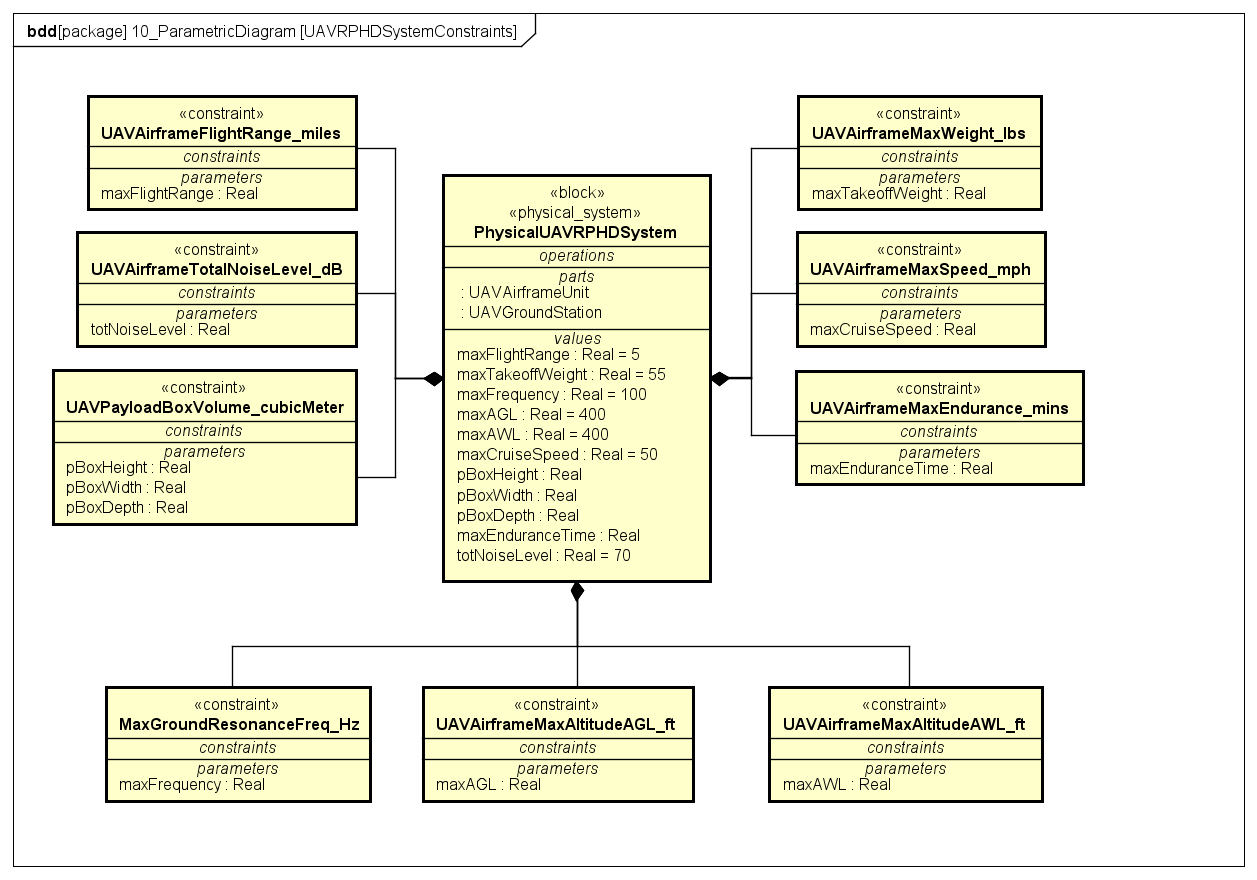 bdd[package] 10_ParametricDiagram [UAVRPHDSystemConstraints]
«constraint»
UAVAirframeFlightRange_miles
constraints
parameters
maxFlightRange : Real
«constraint»
UAVAirframeTotalNoiseLevel_dB
constraints
parameters
totNoiseLevel : Real
«constraint»
UAVPayloadBoxVolume_cubicMeter
constraints
parameters
pBoxHeight : Real
pBoxWidth : Real
pBoxDepth : Real
«block»
«physical_system»
PhysicalUAVRPHDSystem
operations
parts
: UAVAirframeUnit
: UAVGroundStation
values
maxFlightRange : Real = 5
maxTakeoffWeight : Real = 55
maxFrequency : Real = 100
maxAGL : Real = 400
maxAWL : Real = 400
maxCruiseSpeed : Real = 50
pBoxHeight : Real
pBoxWidth : Real
pBoxDepth : Real
maxEnduranceTime : Real
totNoiseLevel : Real = 70
«constraint»
UAVAirframeMaxWeight_lbs
constraints
parameters
maxTakeoffWeight : Real
«constraint»
UAVAirframeMaxSpeed_mph
constraints
parameters
maxCruiseSpeed : Real
«constraint»
UAVAirframeMaxEndurance_mins
constraints
parameters
maxEnduranceTime : Real
«constraint»
MaxGroundResonanceFreq_Hz
constraints
parameters
maxFrequency : Real
«constraint»
UAVAirframeMaxAltitudeAGL_ft
constraints
parameters
maxAGL : Real
«constraint»
UAVAirframeMaxAltitudeAWL_ft
constraints
parameters
maxAWL : Real